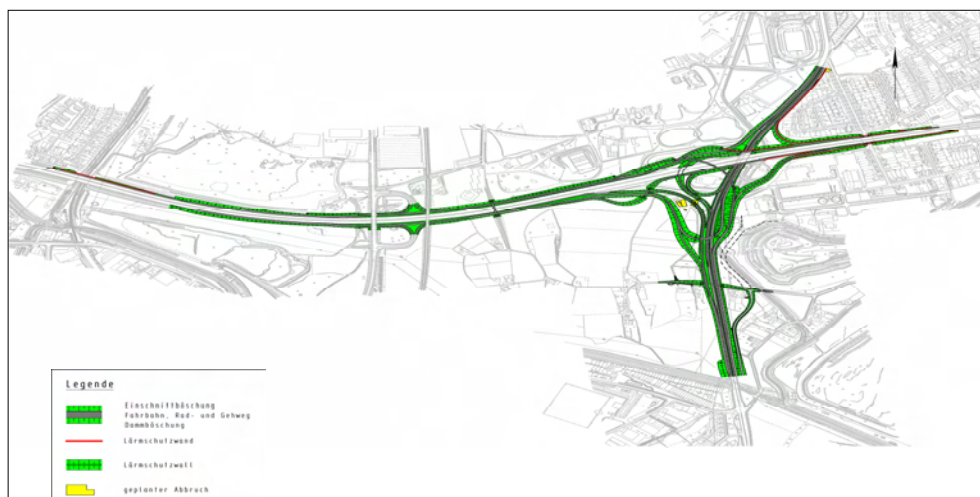 Legende
Einschnittböschung
Fahrbahn, Rad- und Gehweg
Dammböschung
Lärmschutzwand
Lärmschutzwall
geplanter Abbruch